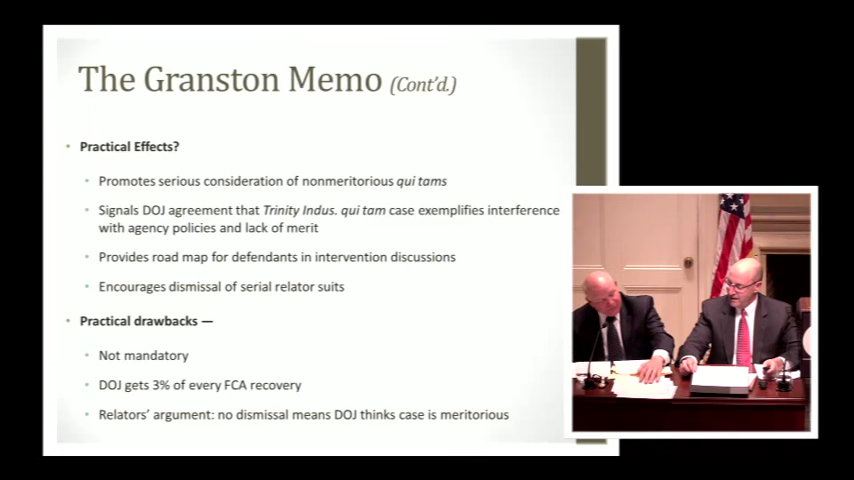 The Granston Memo (Cont'd.)
• Practical Effects?
• Promotes serious consideration of nonmeritorious qui tams
• Signals DOJ agreement that Trinity Indus. qui tam case exemplifies interference
with agency policies and lack of merit
• Provides road map for defendants in intervention discussions
• Encourages dismissal of serial relator suits
• Practical drawbacks —
• Not mandatory
• DOJ gets 3% of every FCA recovery
• Relators' argument: no dismissal means DOJ thinks case is meritorious